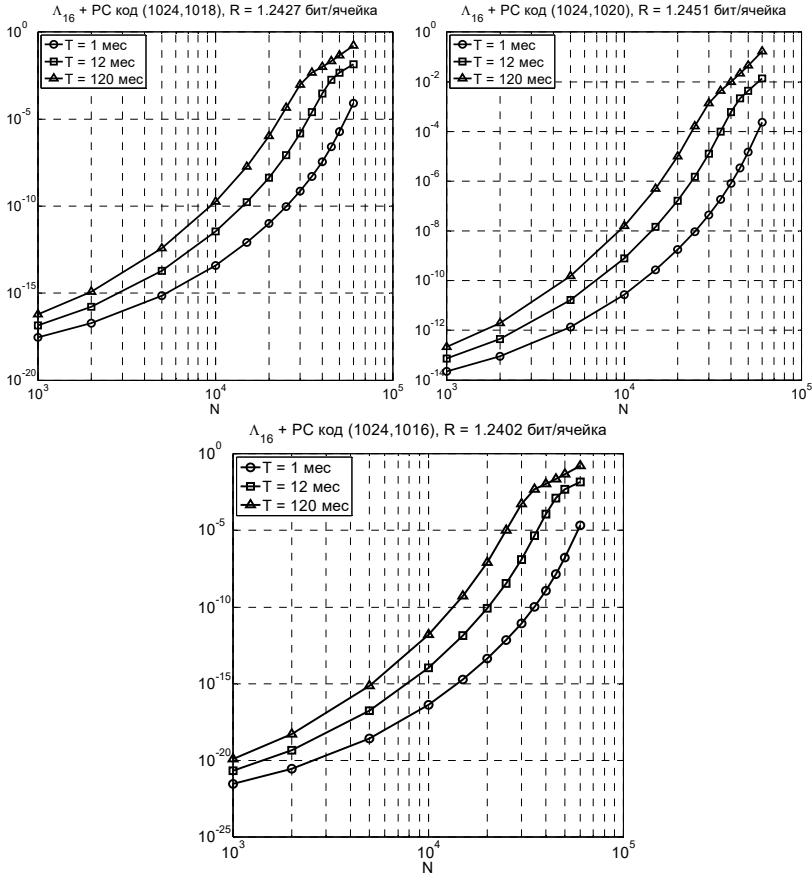 Λ16 + РС код (1024,1018), R = 1.2427 бит/ячейка
10^0
10^-5
10^-10
10^-15
10^-20
T = 1 мес
T = 12 мес
T = 120 мес
10^3
10^4
10^5
N
Λ16 + РС код (1024,1020), R = 1.2451 бит/ячейка
10^0
10^-2
10^-4
10^-6
10^-8
10^-10
10^-12
10^-14
T = 1 мес
T = 12 мес
T = 120 мес
10^3
10^4
10^5
N
Λ16 + РС код (1024,1016), R = 1.2402 бит/ячейка
10^0
10^-5
10^-10
10^-15
10^-20
10^-25
T = 1 мес
T = 12 мес
T = 120 мес
10^3
10^4
10^5
N